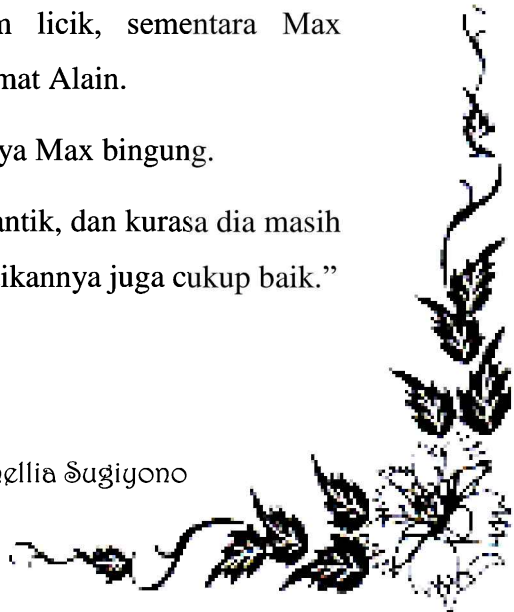 n licik, sementara Max
mat Alain.
ya Max bingung.
antik, dan kurasa dia masih
ikannya juga cukup baik.”
ellia Sugiyono